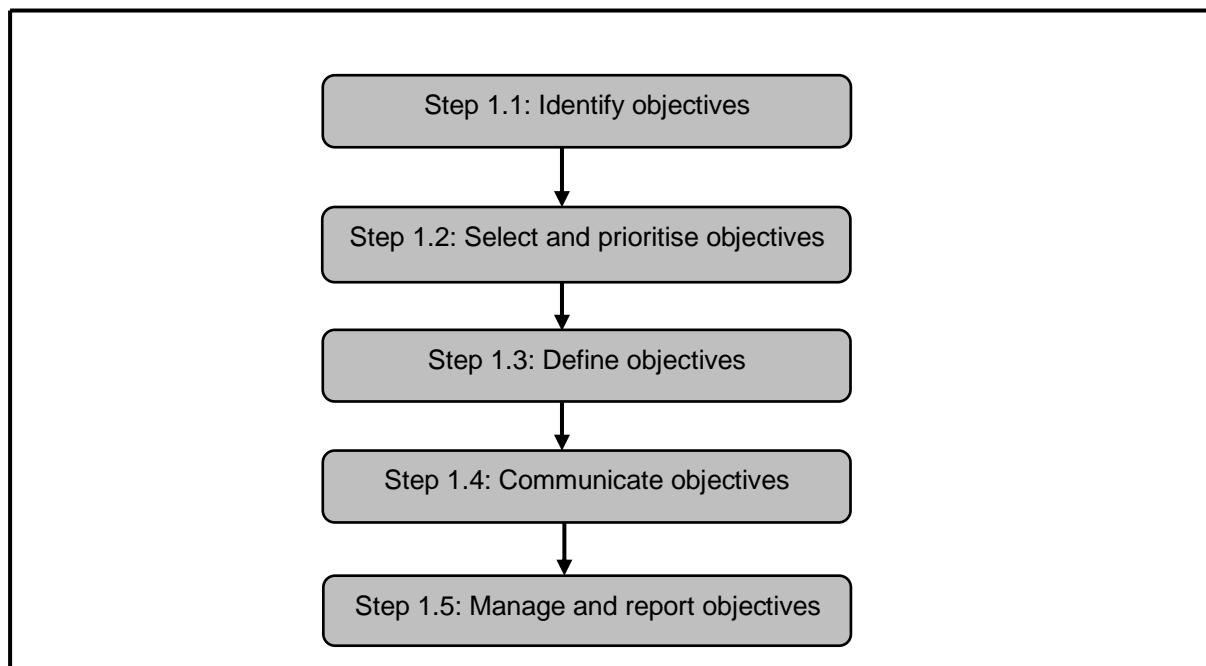 Step 1.1: Identify objectives
Step 1.2: Select and prioritise objectives
Step 1.3: Define objectives
Step 1.4: Communicate objectives
Step 1.5: Manage and report objectives